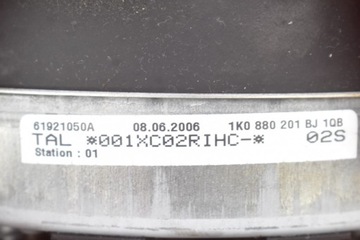 61921050A 08.06.2006 1K0 880 201 BJ 1QB
TAL *001XC02RIHC-* 02S
Station : 01